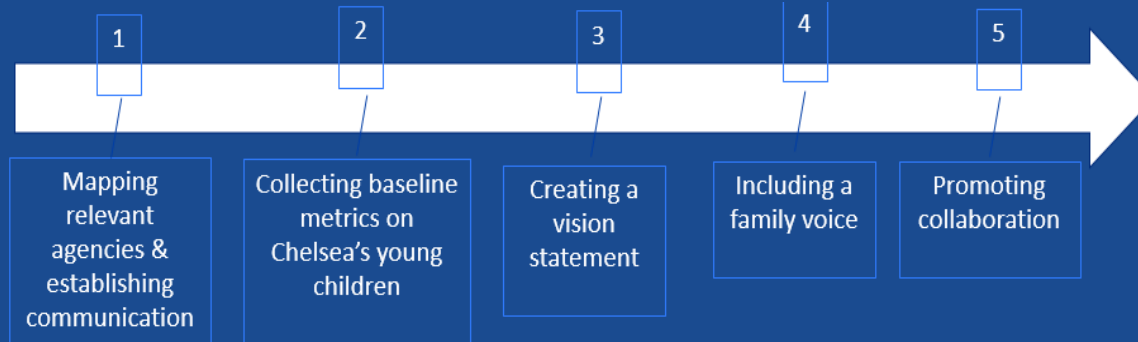 1
2
3
4
5
Mapping
relevant
agencies &
establishing
communication
Collecting baseline
metrics on
Chelsea’s young
children
Creating a
vision
statement
Including a
family voice
Promoting
collaboration